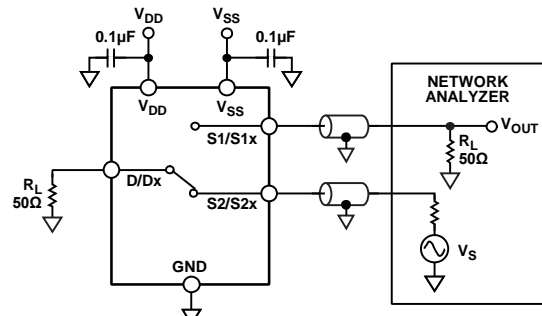 VDD
VSS
0.1µF
0.1µF
VDD
VSS
NETWORK
ANALYZER
S1/S1x
VOUT
RL
50Ω
D/Dx
RL
50Ω
S2/S2x
VS
GND